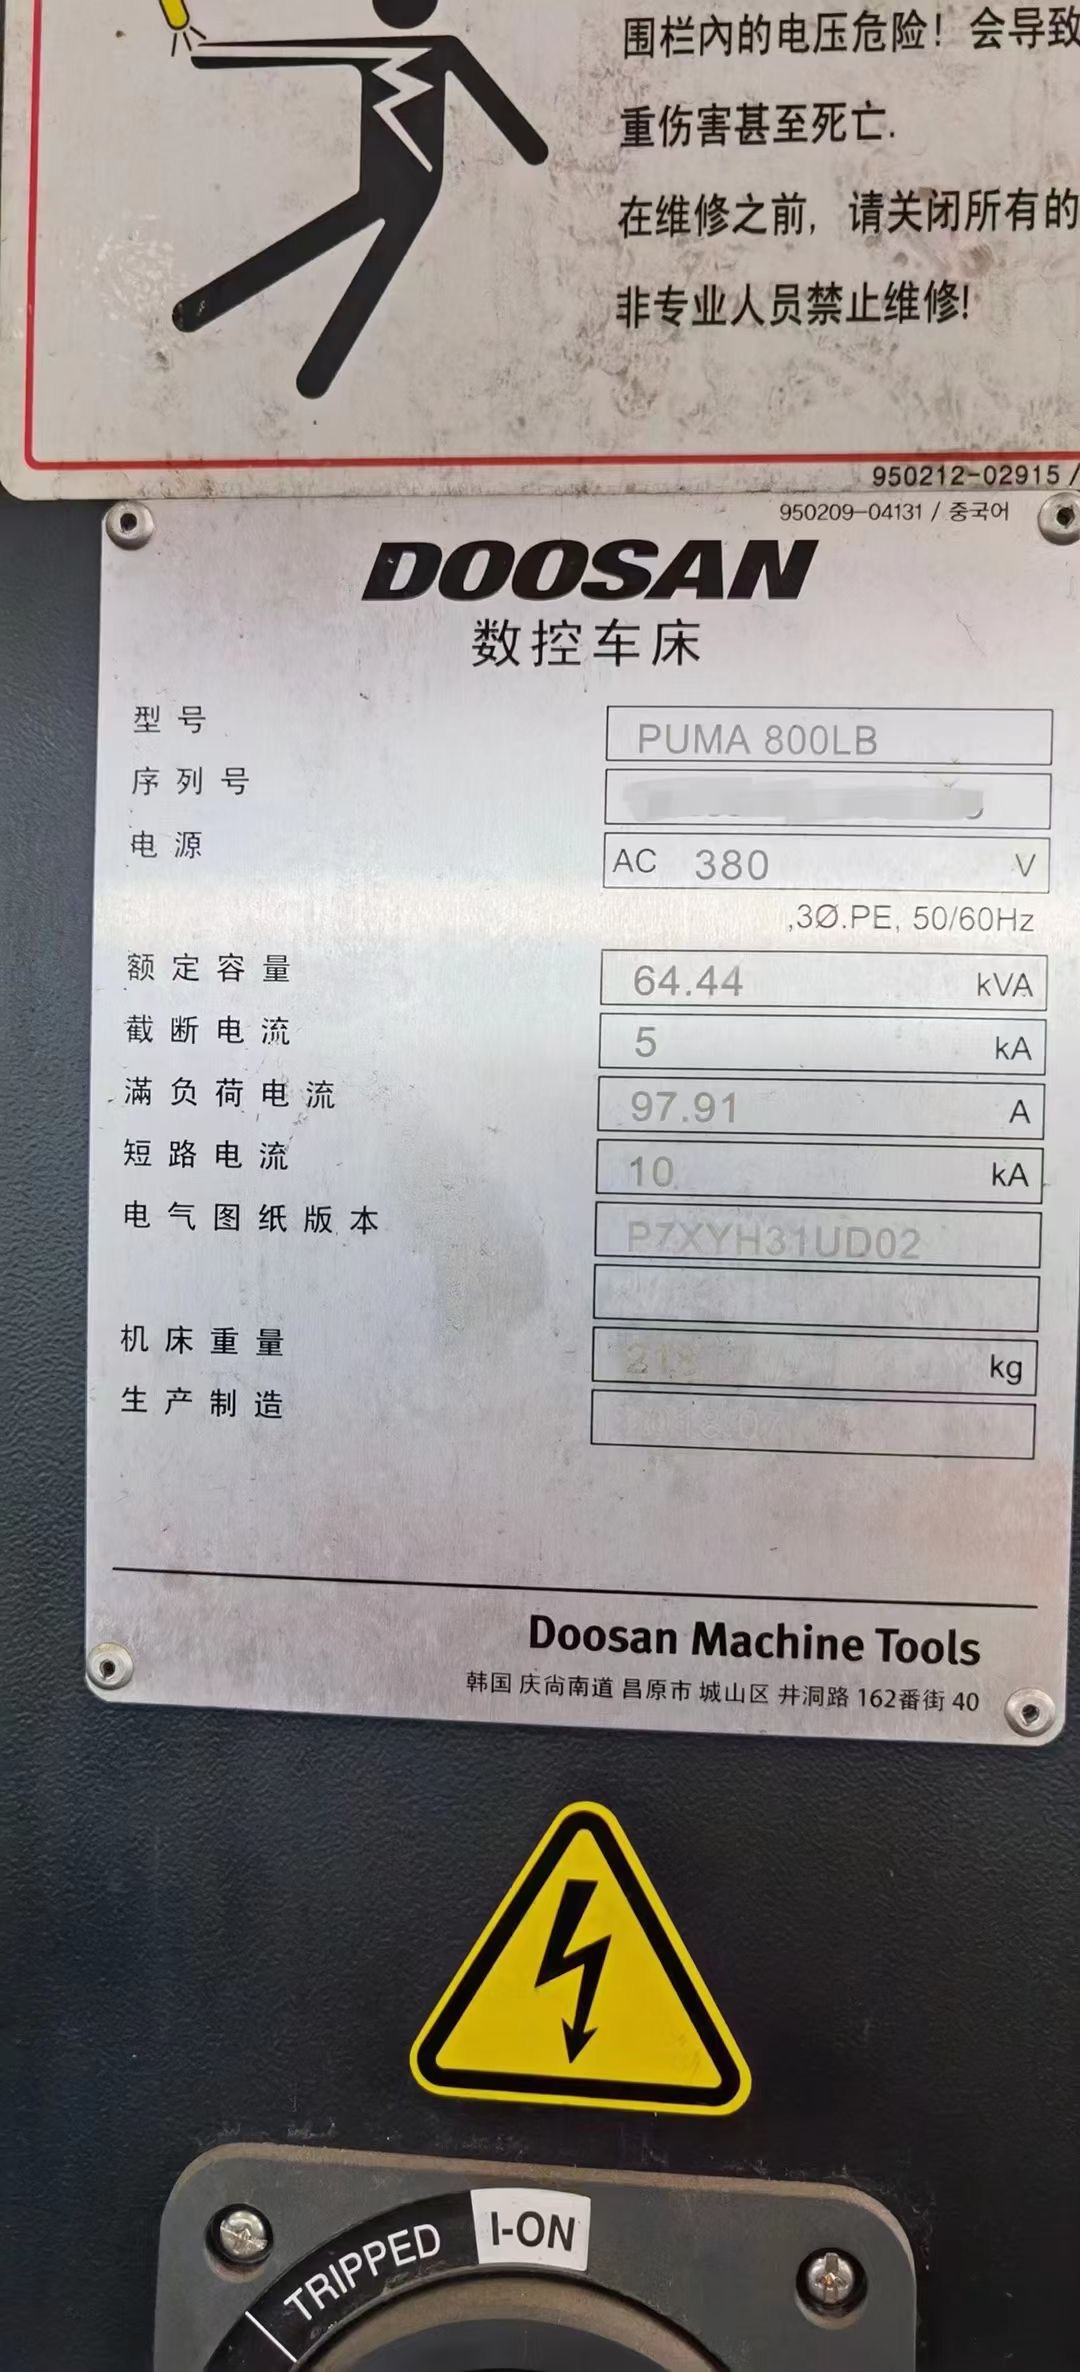 围栏内的电压危险！会导致
重伤害甚至死亡.
在维修之前，请关闭所有的
非专业人员禁止维修!
950212-02915 /
950209-04131 / 중국어
DOOSAN
数控车床
型号 PUMA 800LB
序列号
电源 AC 380 V
,3Ø.PE, 50/60Hz
额定容量 64.44 kVA
截断电流 5 kA
滿负荷电流 97.91 A
短路电流 10 kA
电气图纸版本 P7XYH31UD02
机床重量 kg
生产制造
Doosan Machine Tools
韩国 庆尙南道 昌原市 城山区 井洞路 162番街 40
TRIPPED
I-ON